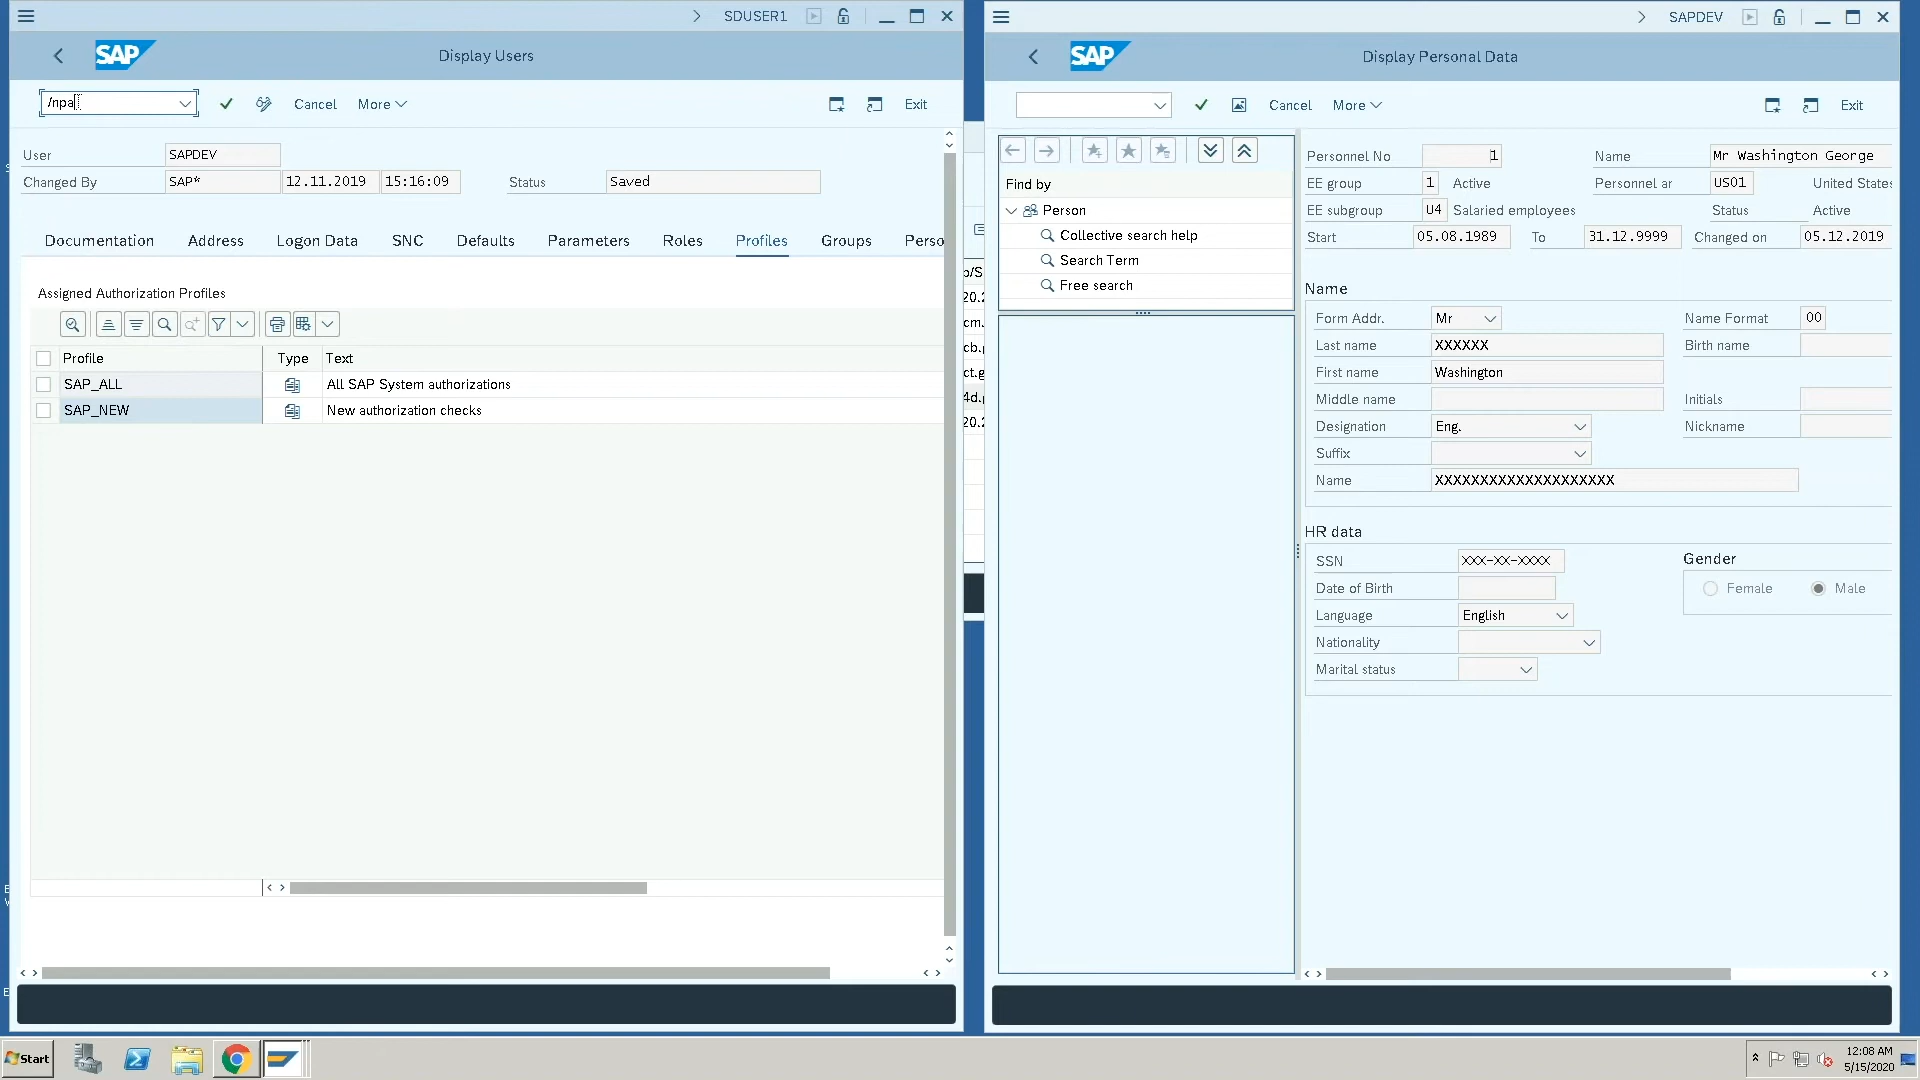 SDUSER1
SAP
Display Users
/npa
Cancel
More
Exit
User
SAPDEV
Changed By
SAP*
12.11.2019
15:16:09
Status
Saved
Documentation
Address
Logon Data
SNC
Defaults
Parameters
Roles
Profiles
Groups
Perso
Assigned Authorization Profiles
Profile
Type
Text
SAP_ALL
All SAP System authorizations
SAP_NEW
New authorization checks
SAPDEV
SAP
Display Personal Data
Cancel
More
Exit
Find by
Person
Collective search help
Search Term
Free search
Personnel No
1
Name
Mr Washington George
EE group
1
Active
Personnel ar
US01
United States
EE subgroup
U4
Salaried employees
Status
Active
Start
05.08.1989
To
31.12.9999
Changed on
05.12.2019
Name
Form Addr.
Mr
Name Format
00
Last name
XXXXXX
Birth name
First name
Washington
Middle name
Initials
Designation
Eng.
Nickname
Suffix
Name
XXXXXXXXXXXXXXXXXXXX
HR data
SSN
XXX-XX-XXXX
Gender
Date of Birth
Female
Male
Language
English
Nationality
Marital status
Start
12:08 AM
5/15/2020